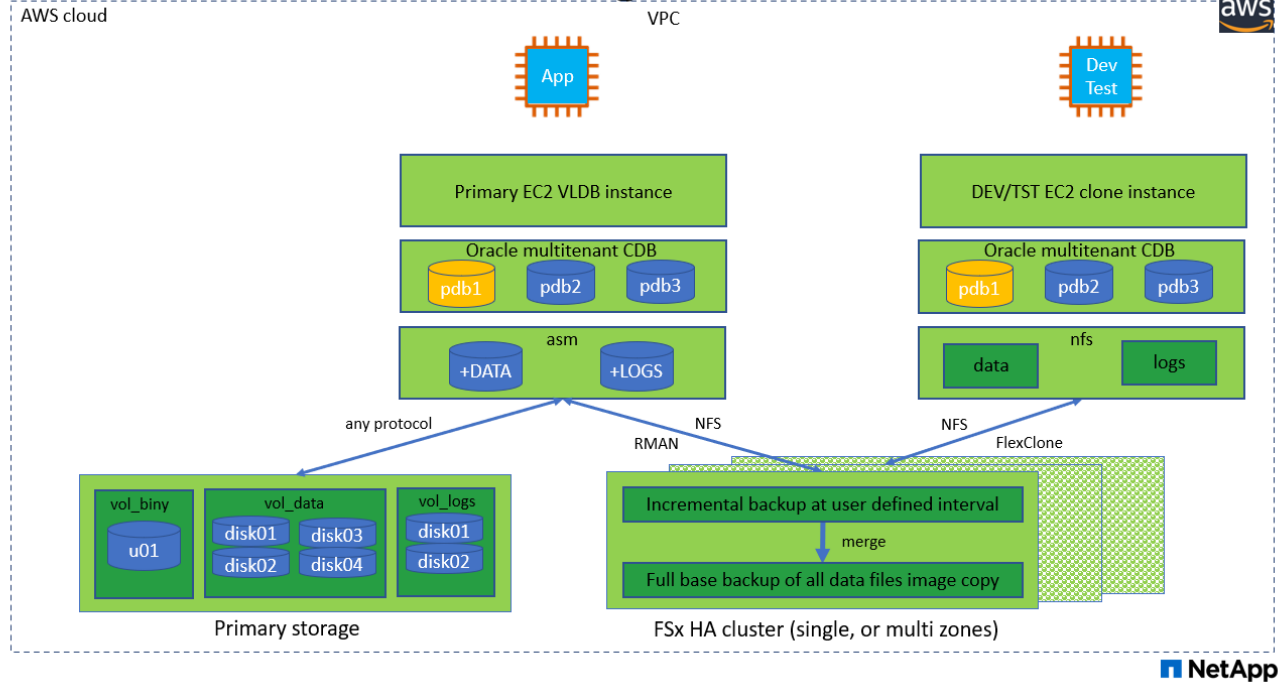 AWS cloud
VPC
aws
App
Dev
Test
Primary EC2 VLDB instance
DEV/TST EC2 clone instance
Oracle multitenant CDB
pdb1
pdb2
pdb3
Oracle multitenant CDB
pdb1
pdb2
pdb3
asm
+DATA
+LOGS
nfs
data
logs
any protocol
NFS
RMAN
NFS
FlexClone
vol_biny
u01
vol_data
disk01
disk03
disk02
disk04
vol_logs
disk01
disk02
Incremental backup at user defined interval
merge
Full base backup of all data files image copy
Primary storage
FSx HA cluster (single, or multi zones)
NetApp